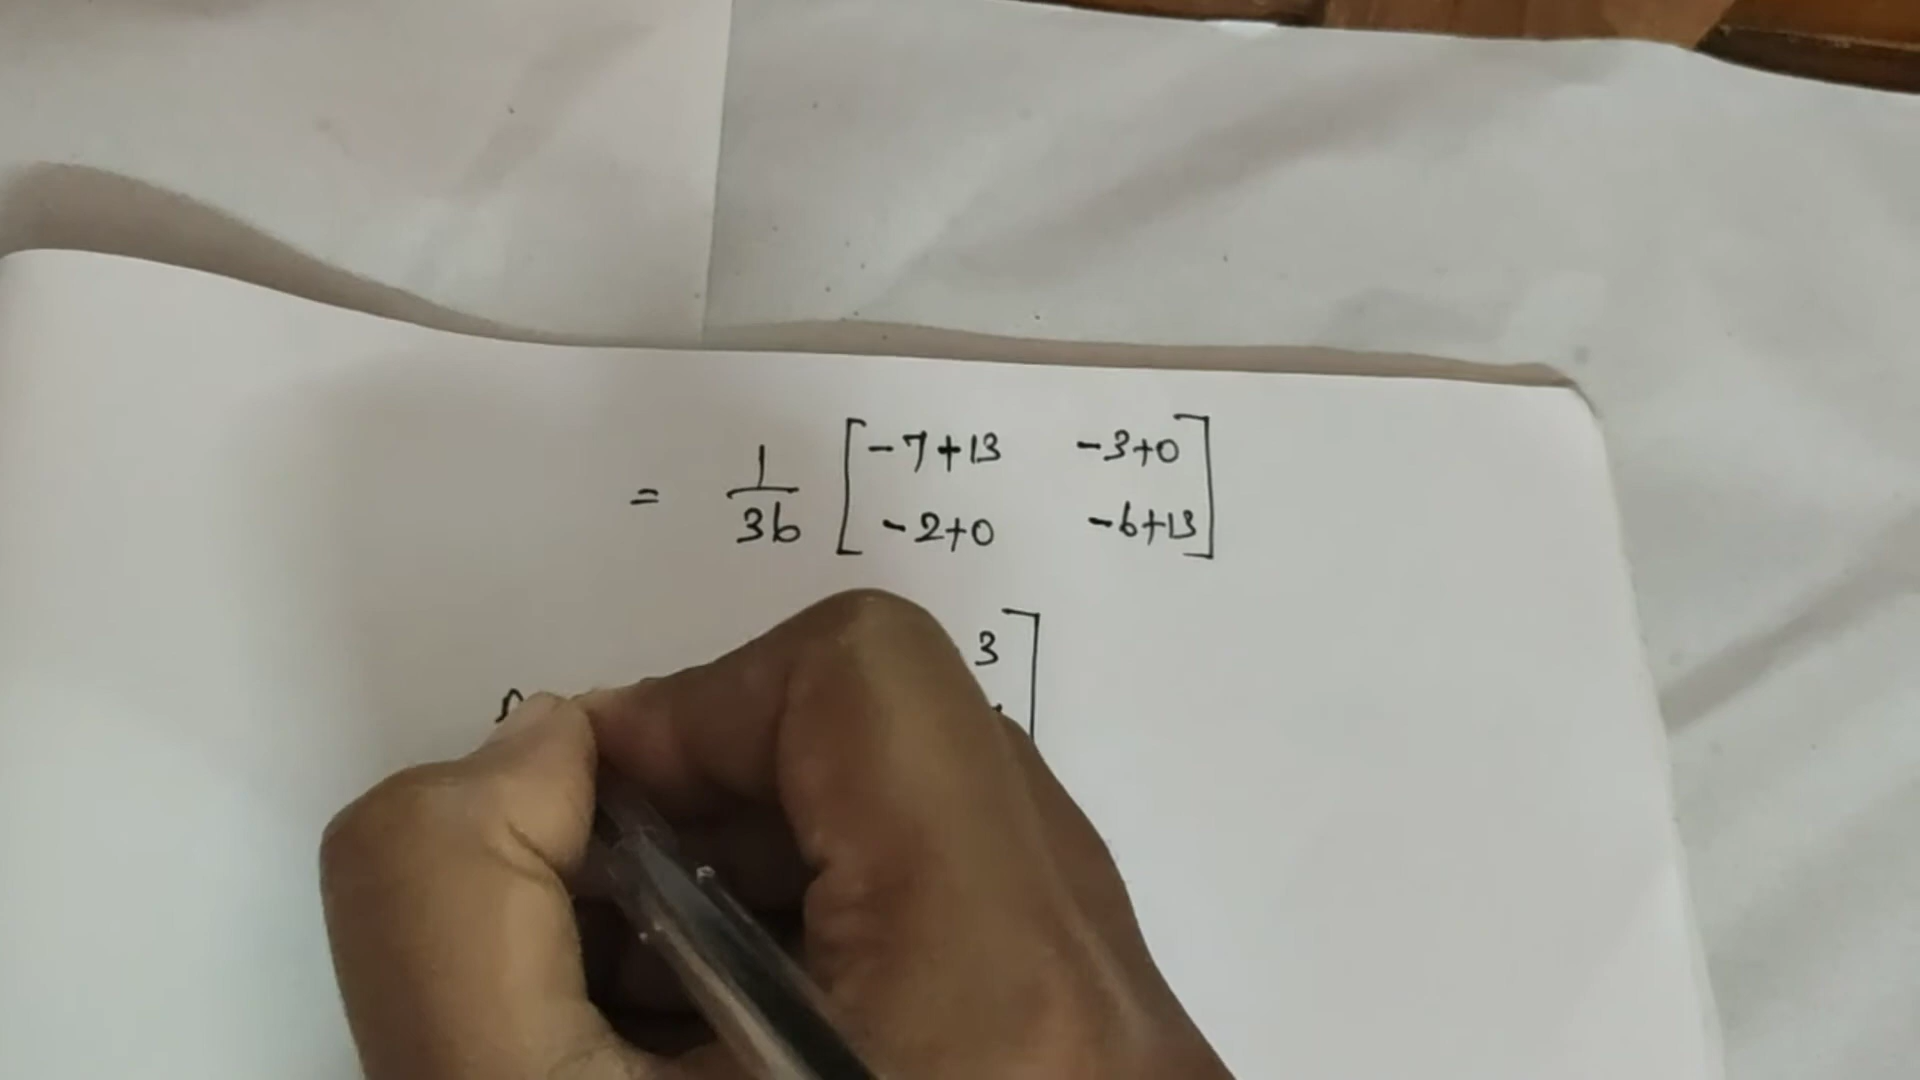 = 1/36 [ -7+13 -3+0
-2+0 -6+13 ]
3 ]